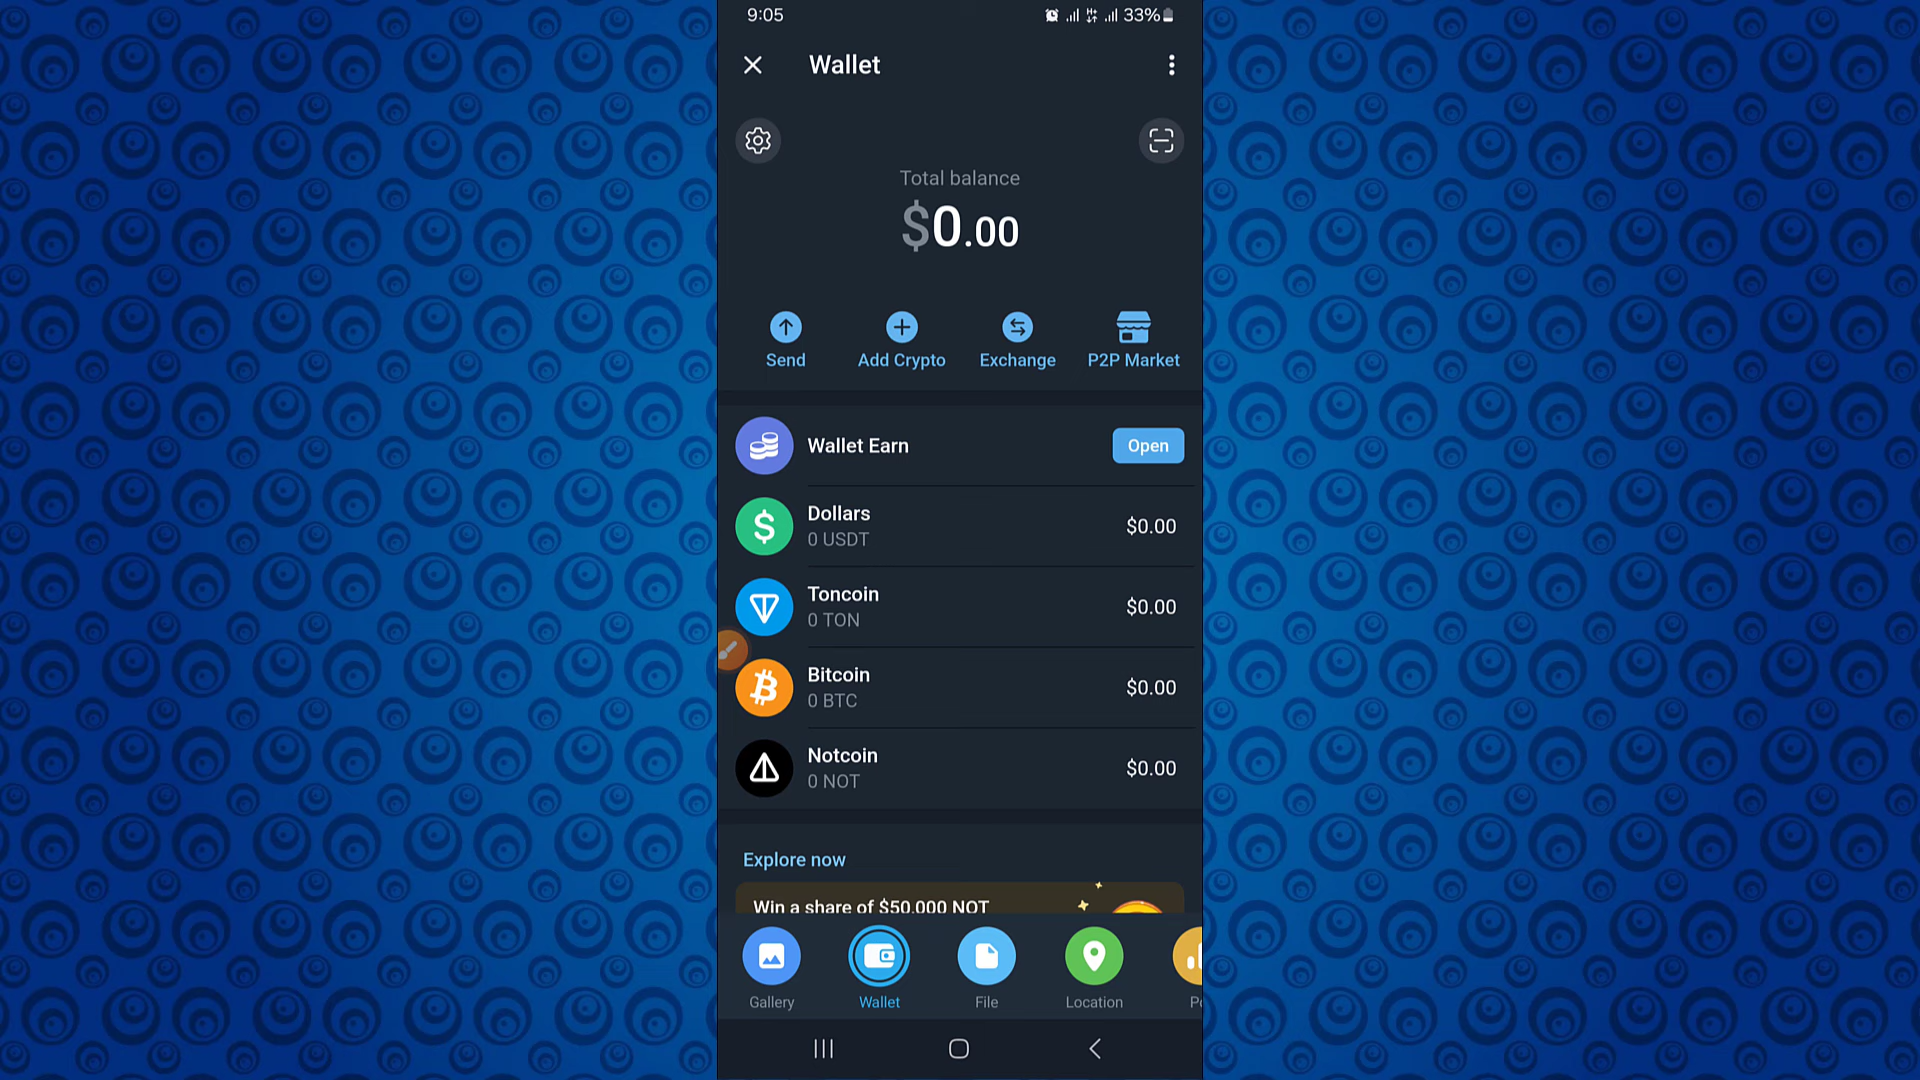 9:05
33%
Wallet
Total balance
$0.00
Send
Add Crypto
Exchange
P2P Market
Wallet Earn
Open
Dollars
0 USDT
$0.00
Toncoin
0 TON
$0.00
Bitcoin
0 BTC
$0.00
Notcoin
0 NOT
$0.00
Explore now
Win a share of $50,000 NOT
Gallery
Wallet
File
Location